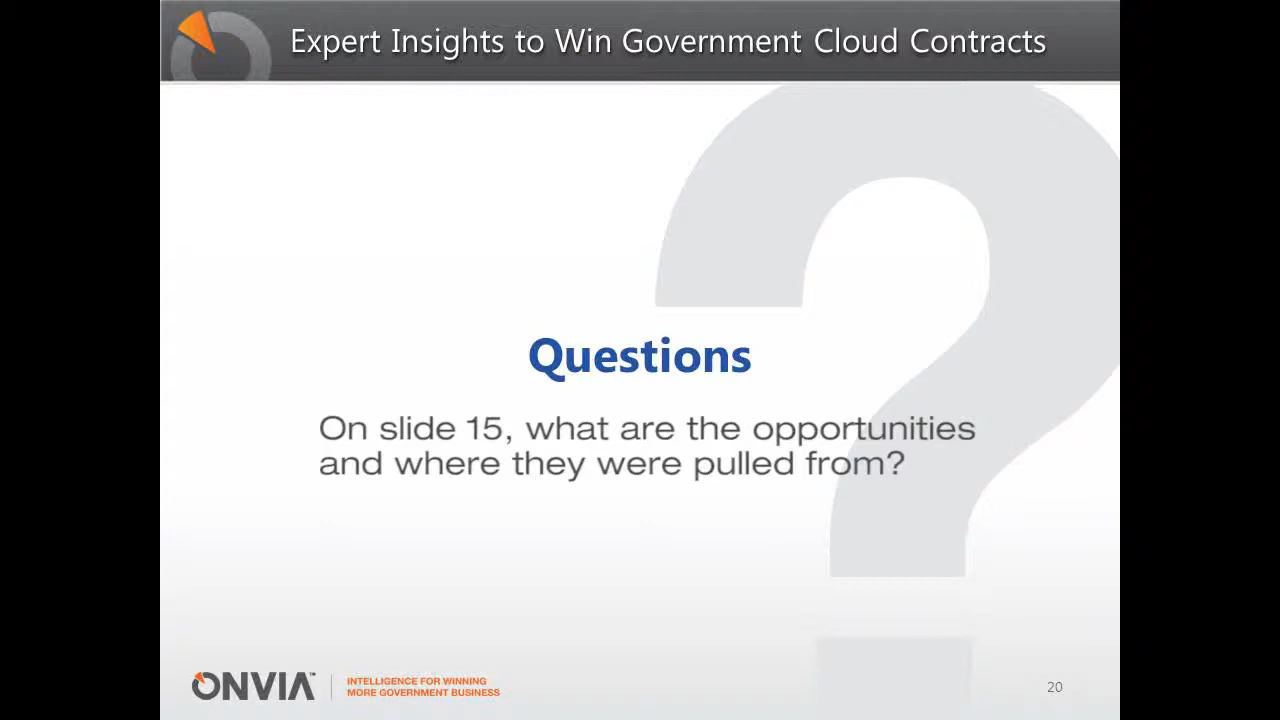 Expert Insights to Win Government Cloud Contracts
Questions
On slide 15, what are the opportunities
and where they were pulled from?
ONVIA™
INTELLIGENCE FOR WINNING
MORE GOVERNMENT BUSINESS
20